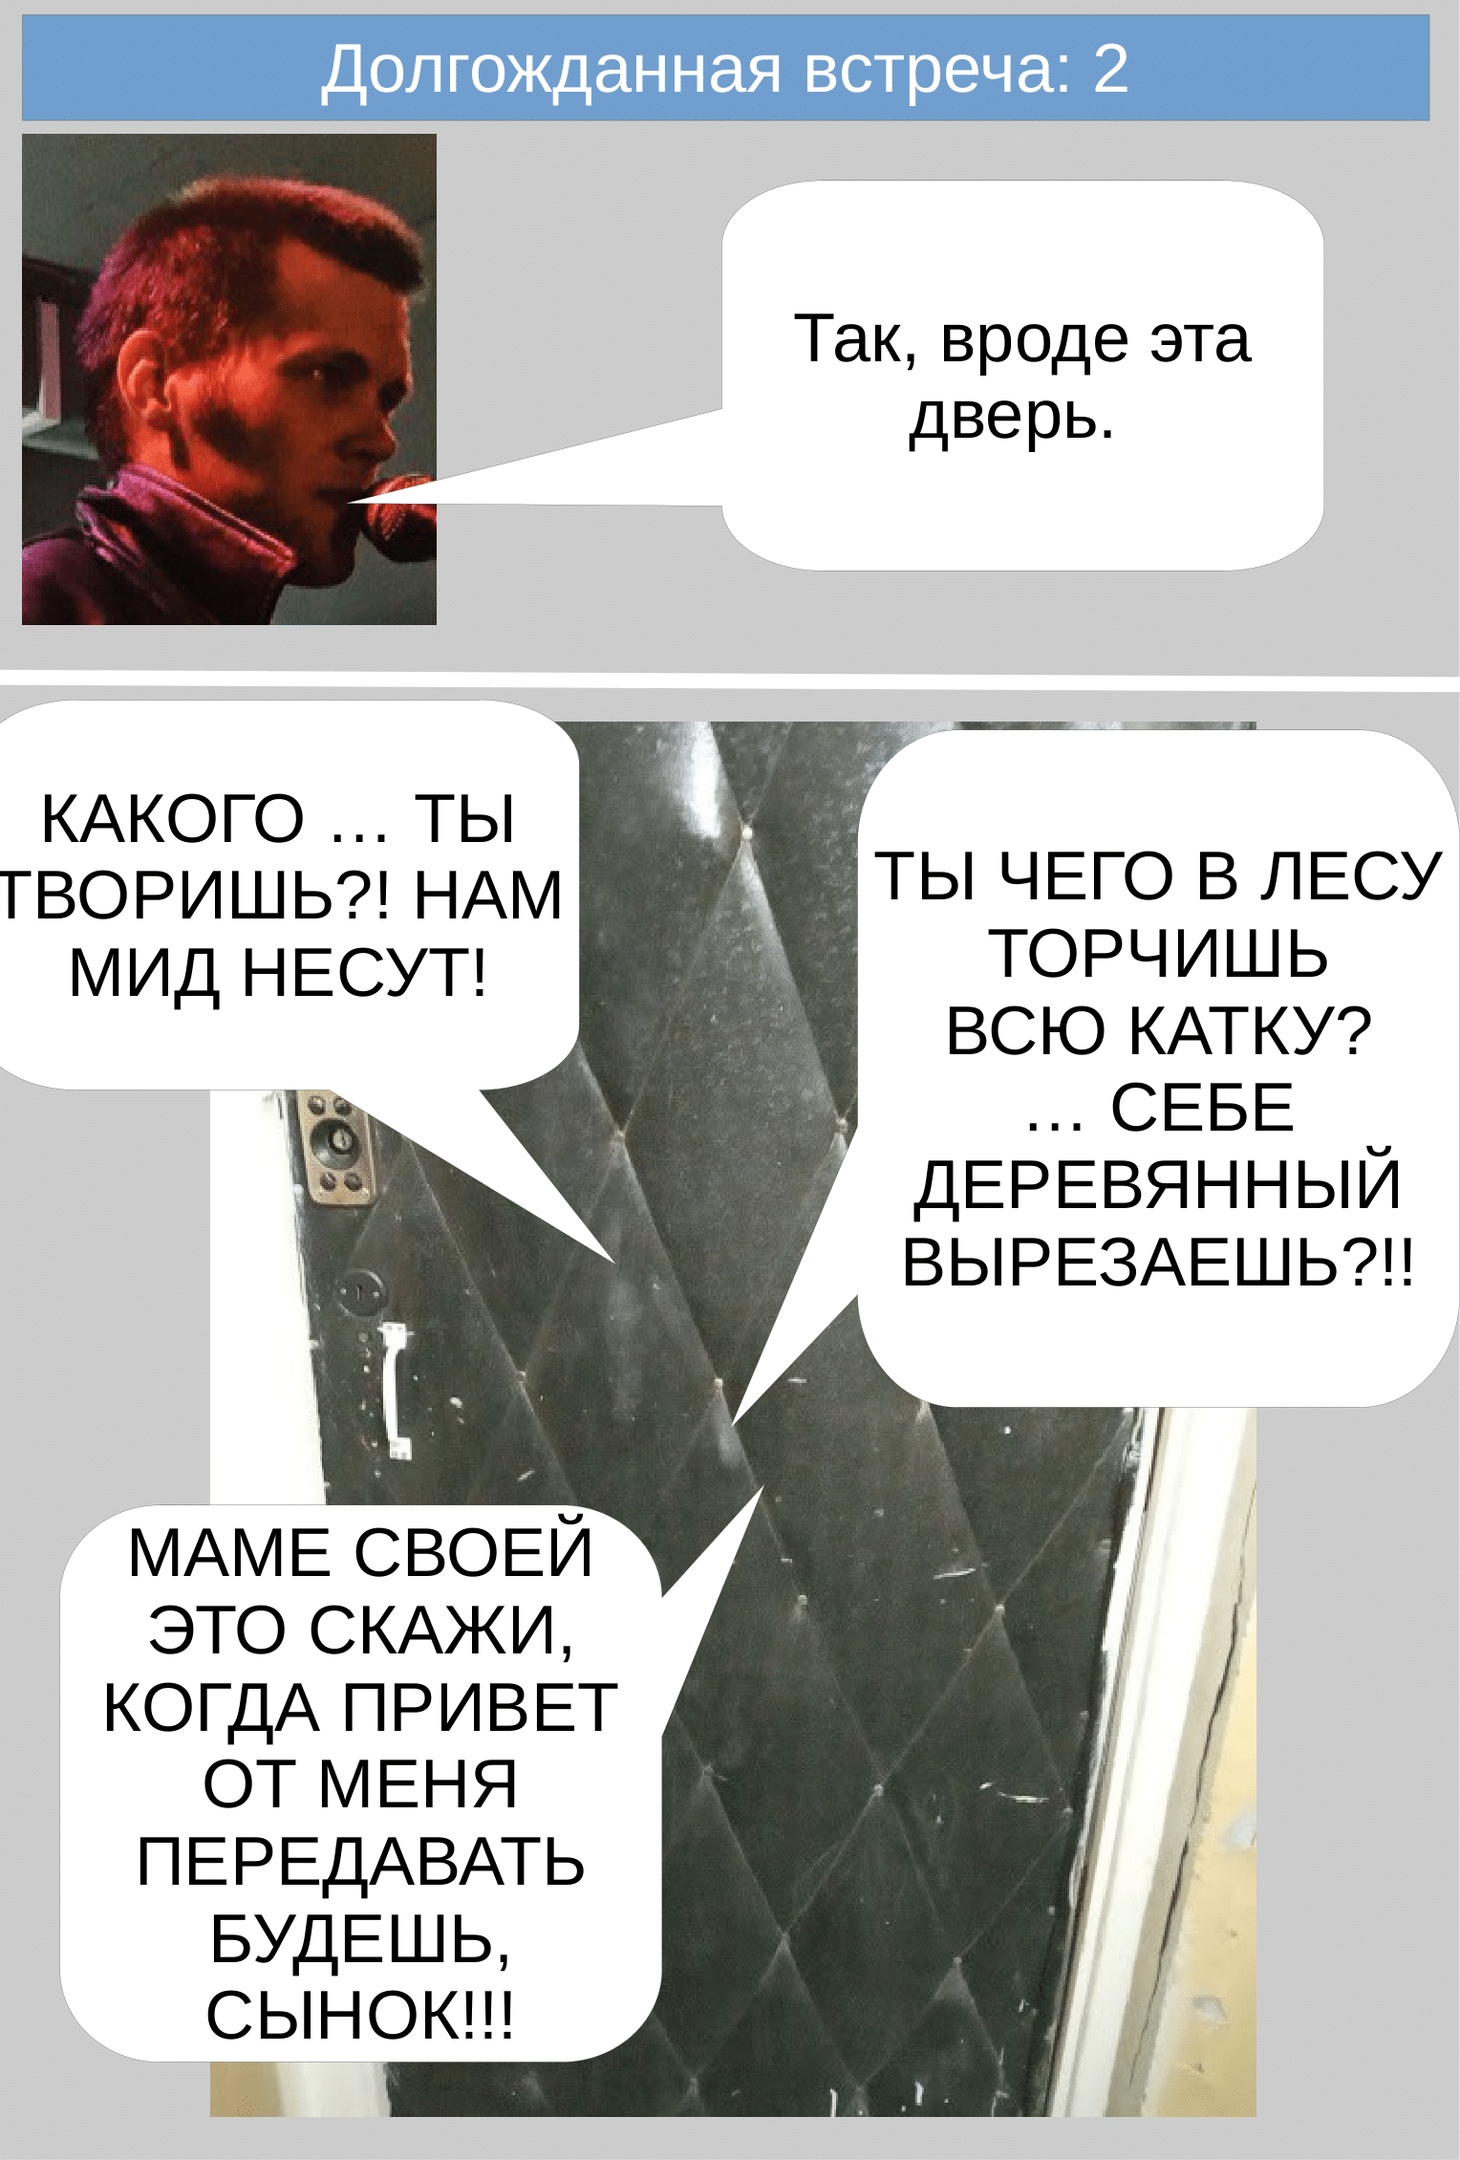 Долгожданная встреча: 2
Так, вроде эта
дверь.
КАКОГО … ТЫ
ТВОРИШЬ?! НАМ
МИД НЕСУТ!
ТЫ ЧЕГО В ЛЕСУ
ТОРЧИШЬ
ВСЮ КАТКУ?
… СЕБЕ
ДЕРЕВЯННЫЙ
ВЫРЕЗАЕШЬ?!!
МАМЕ СВОЕЙ
ЭТО СКАЖИ,
КОГДА ПРИВЕТ
ОТ МЕНЯ
ПЕРЕДАВАТЬ
БУДЕШЬ,
СЫНОК!!!